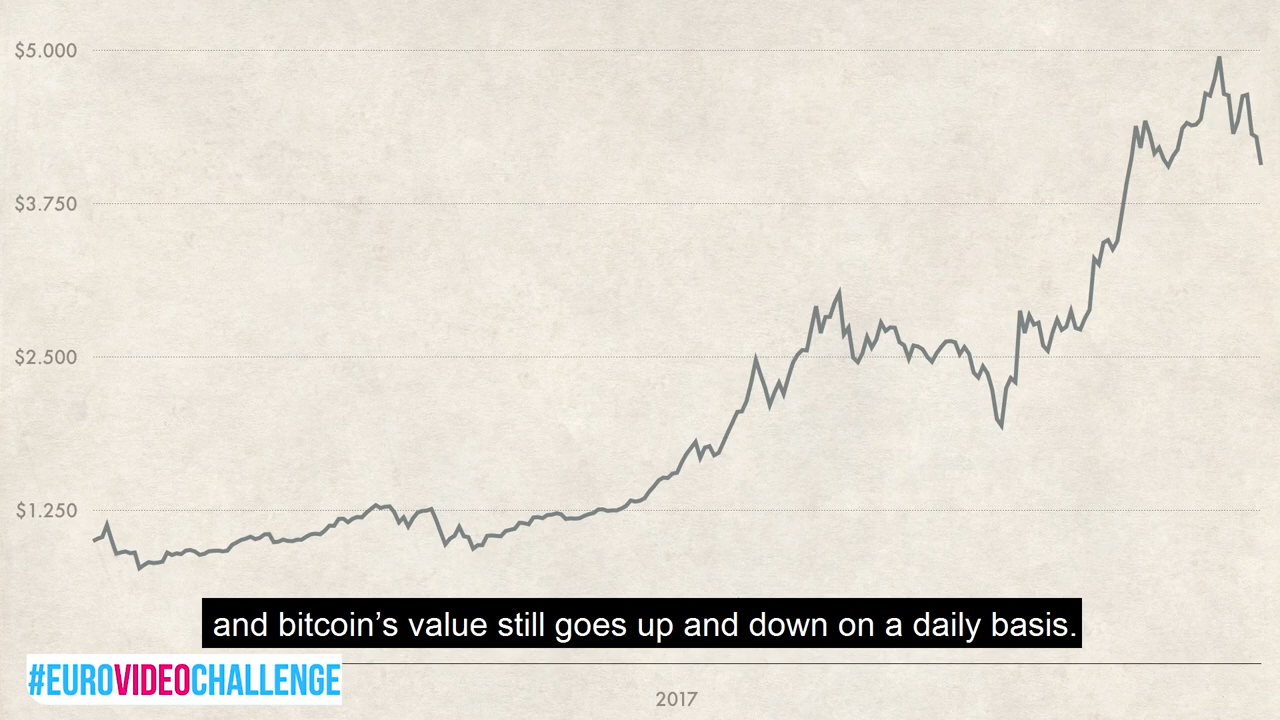 $5.000
$3.750
$2.500
$1.250
and bitcoin’s value still goes up and down on a daily basis.
#EUROVIDEOCHALLENGE
2017